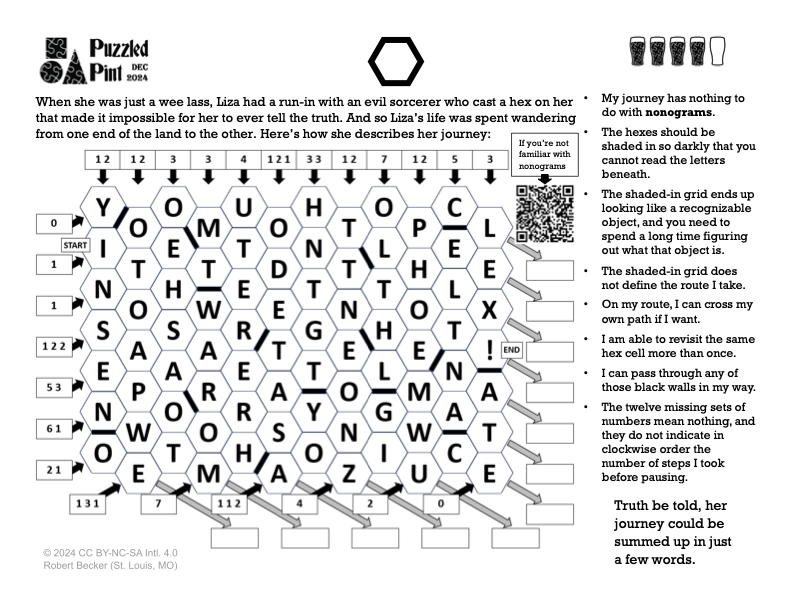 Puzzled
Pint
DEC
2024
When she was just a wee lass, Liza had a run-in with an evil sorcerer who cast a hex on her
that made it impossible for her to ever tell the truth. And so Liza's life was spent wandering
from one end of the land to the other. Here's how she describes her journey:
If you're not
familiar with
nonograms
1 2 1 2 3 3 4 1 2 1 3 3 1 2 7 1 2 5 3
Y O U H O C
0 O M O T P L
START
I E T N L E
1 T T D T H E
N H E T T L
1 O W E N O X
S S R G H T
1 2 2 A A T E E ! END
E A E T L N
5 3 P R A O M A
N O R Y G A
6 1 W O S N W T
O T H O I C
2 1 E M A Z U E
1 3 1 7 1 1 2 4 2 0
© 2024 CC BY-NC-SA Intl. 4.0
Robert Becker (St. Louis, MO)
• My journey has nothing to
do with nonograms.
• The hexes should be
shaded in so darkly that you
cannot read the letters
beneath.
• The shaded-in grid ends up
looking like a recognizable
object, and you need to
spend a long time figuring
out what that object is.
• The shaded-in grid does
not define the route I take.
• On my route, I can cross my
own path if I want.
• I am able to revisit the same
hex cell more than once.
• I can pass through any of
those black walls in my way.
• The twelve missing sets of
numbers mean nothing, and
they do not indicate in
clockwise order the
number of steps I took
before pausing.
Truth be told, her
journey could be
summed up in just
a few words.